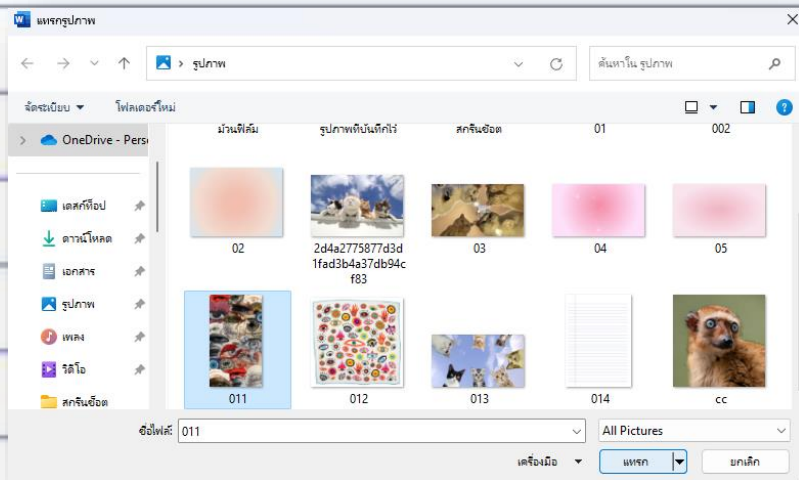 แทรกรูปภาพ
รูปภาพ
ค้นหาใน รูปภาพ
จัดระเบียบ
โฟลเดอร์ใหม่
OneDrive - Perso
ม้วนฟิล์ม
รูปภาพที่บันทึกไว้
สกรีนช็อต
01
002
เดสก์ท็อป
ดาวน์โหลด
เอกสาร
รูปภาพ
เพลง
วิดีโอ
สกรีนช็อต
02
2d4a2775877d3d
1fad3b4a37db94c
f83
03
04
05
011
012
013
014
cc
ชื่อไฟล์:
011
All Pictures
เครื่องมือ
แทรก
ยกเลิก